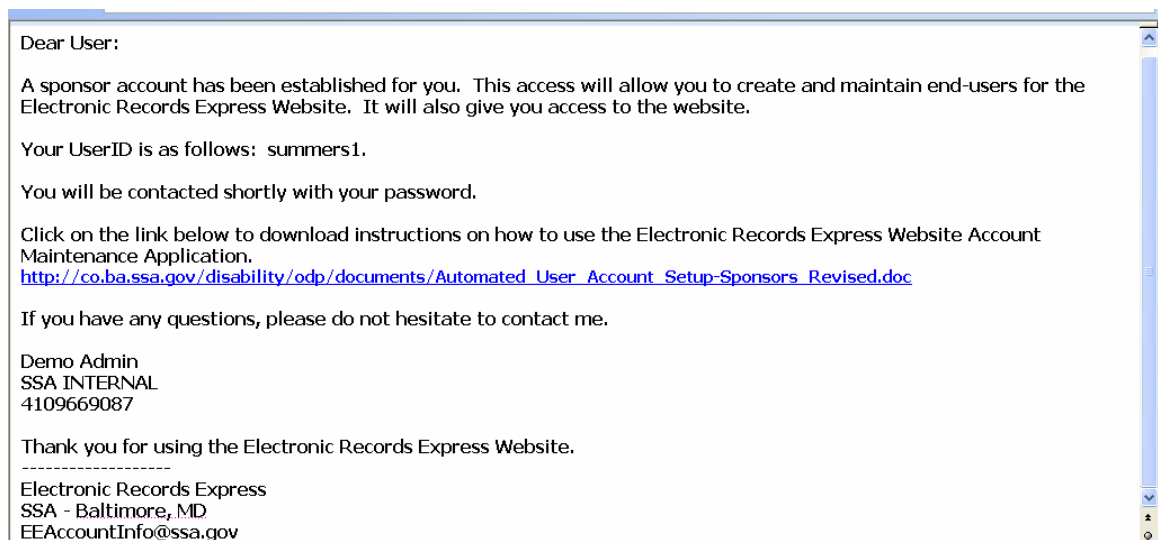 Dear User:
A sponsor account has been established for you.  This access will allow you to create and maintain end-users for the
Electronic Records Express Website.  It will also give you access to the website.
Your UserID is as follows:  summers1.
You will be contacted shortly with your password.
Click on the link below to download instructions on how to use the Electronic Records Express Website Account
Maintenance Application.
http://co.ba.ssa.gov/disability/odp/documents/Automated_User_Account_Setup-Sponsors_Revised.doc
If you have any questions, please do not hesitate to contact me.
Demo Admin
SSA INTERNAL
4109669087
Thank you for using the Electronic Records Express Website.
-------------------
Electronic Records Express
SSA - Baltimore, MD
EEAccountInfo@ssa.gov